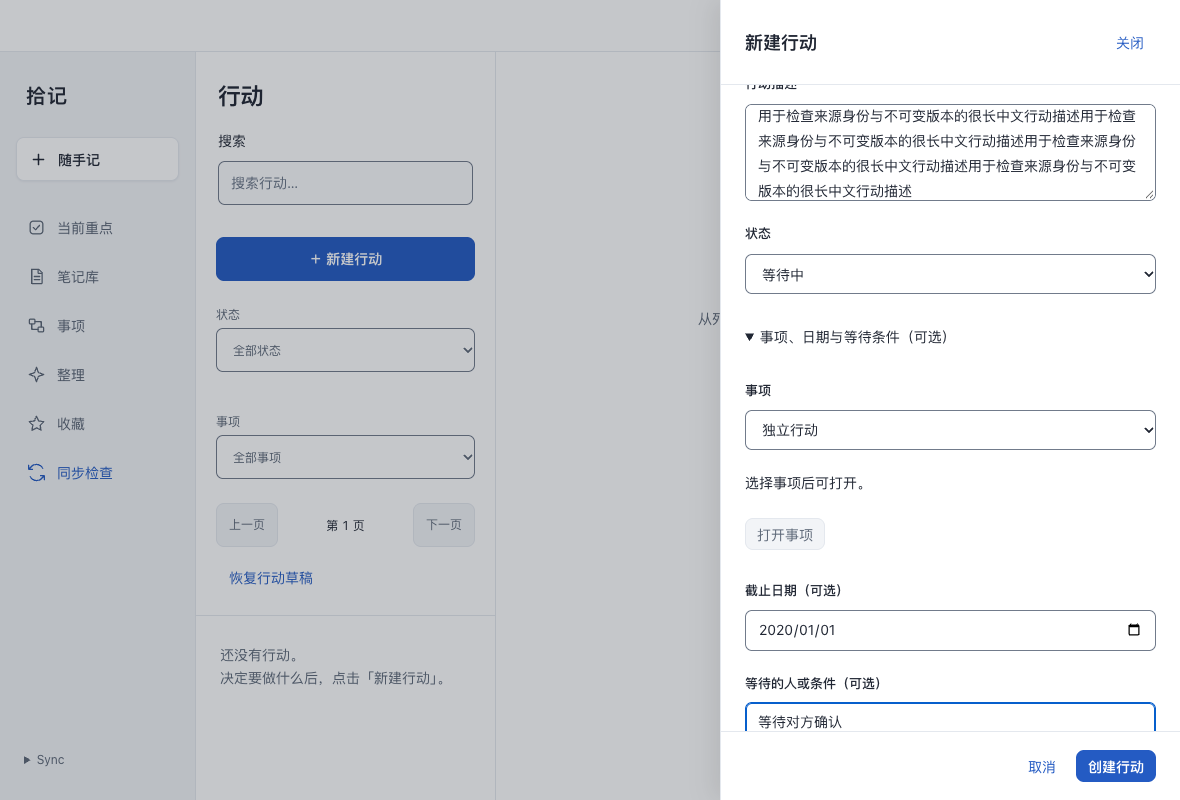 拾记
随手记
当前重点
笔记库
事项
整理
收藏
同步检查
Sync
行动
搜索
搜索行动...
+ 新建行动
状态
全部状态
事项
全部事项
上一页
第 1 页
下一页
恢复行动草稿
还没有行动。
决定要做什么后，点击「新建行动」。
从列
新建行动
关闭
行动描述
用于检查来源身份与不可变版本的很长中文行动描述用于检查
来源身份与不可变版本的很长中文行动描述用于检查来源身份
与不可变版本的很长中文行动描述用于检查来源身份与不可变
版本的很长中文行动描述
状态
等待中
事项、日期与等待条件（可选）
事项
独立行动
选择事项后可打开。
打开事项
截止日期（可选）
2020/01/01
等待的人或条件（可选）
等待对方确认
取消
创建行动